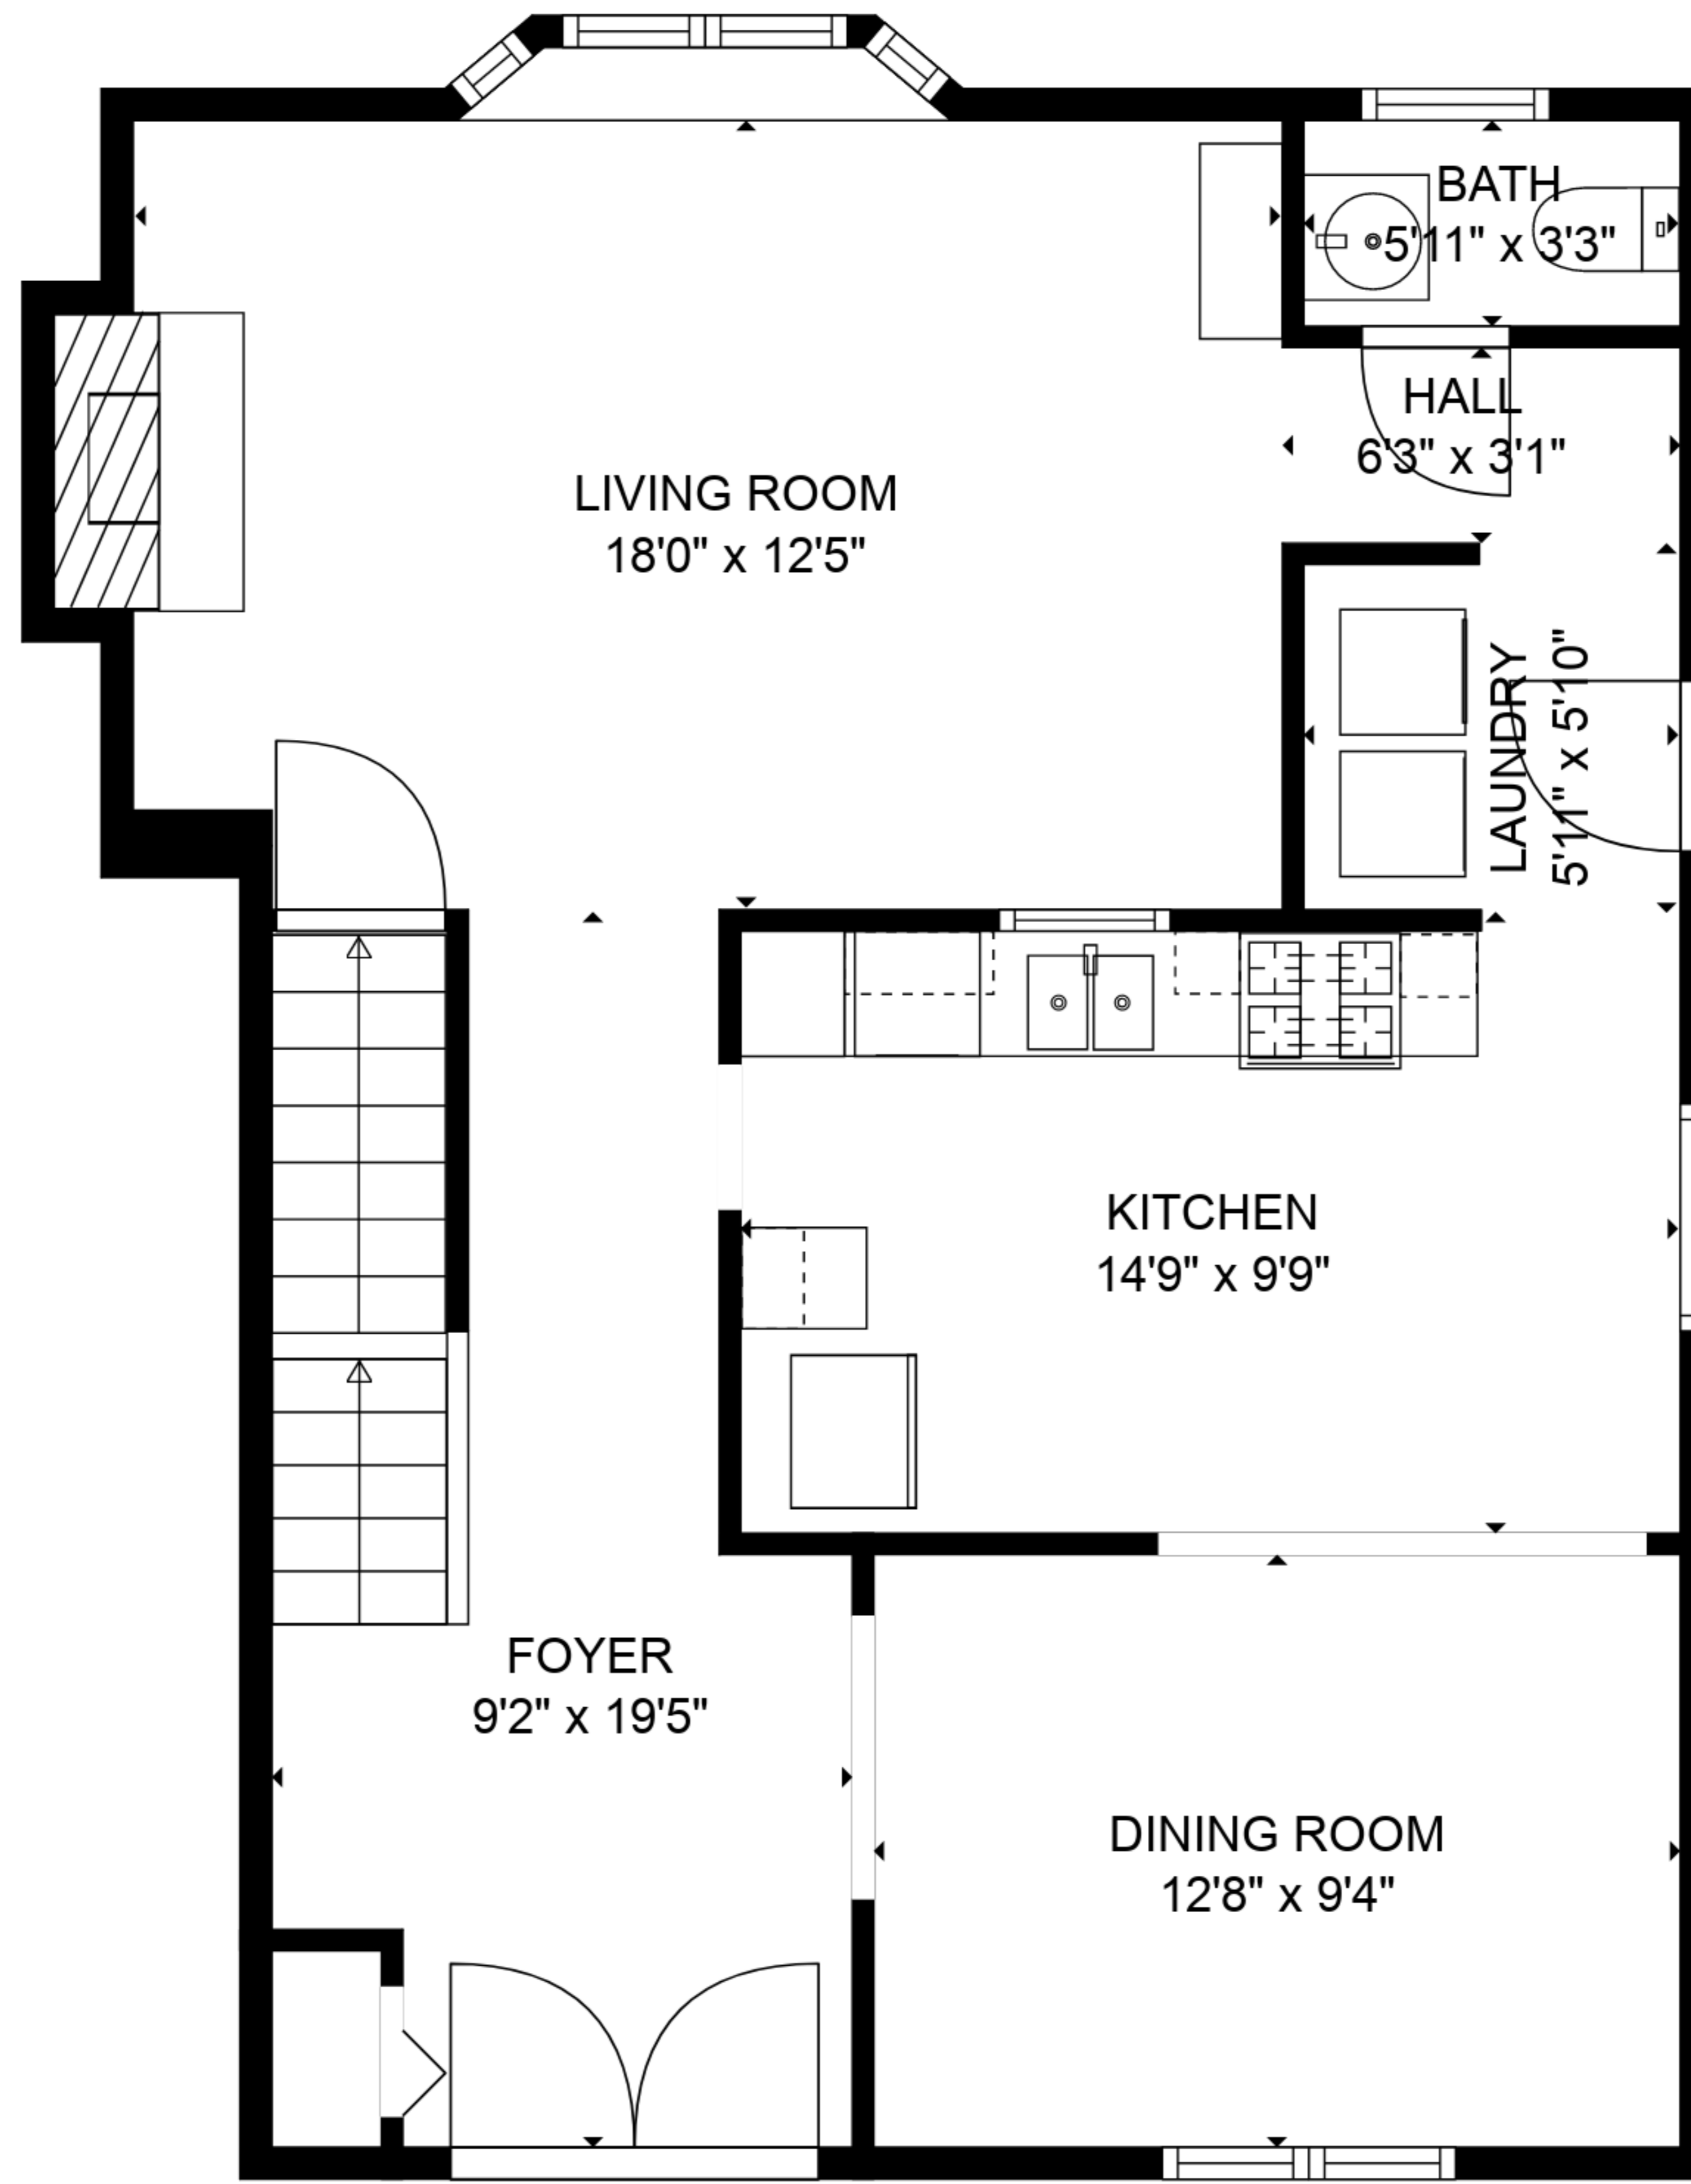 BATH
5'11" x 3'3"
HALL
6'3" x 3'1"
LIVING ROOM
18'0" x 12'5"
LAUNDRY
5'11" x 5'10"
KITCHEN
14'9" x 9'9"
FOYER
9'2" x 19'5"
DINING ROOM
12'8" x 9'4"